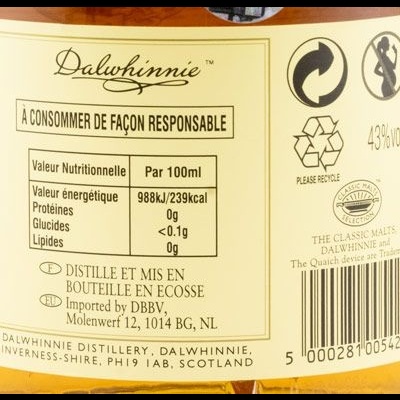 Dalwhinnie™
À CONSOMMER DE FAÇON RESPONSABLE
Valeur Nutritionnelle Par 100ml
Valeur énergétique 988kJ/239kcal
Protéines 0g
Glucides <0.1g
Lipides 0g
F DISTILLE ET MIS EN
BOUTEILLE EN ECOSSE
EU Imported by DBBV,
Molenwerf 12, 1014 BG, NL
DALWHINNIE DISTILLERY, DALWHINNIE,
INVERNESS-SHIRE, PH19 1AB, SCOTLAND
PLEASE RECYCLE
43%
CLASSIC MALTS
SELECTION
THE CLASSIC MALTS,
DALWHINNIE and
The Quaich device are
5 000281 00542